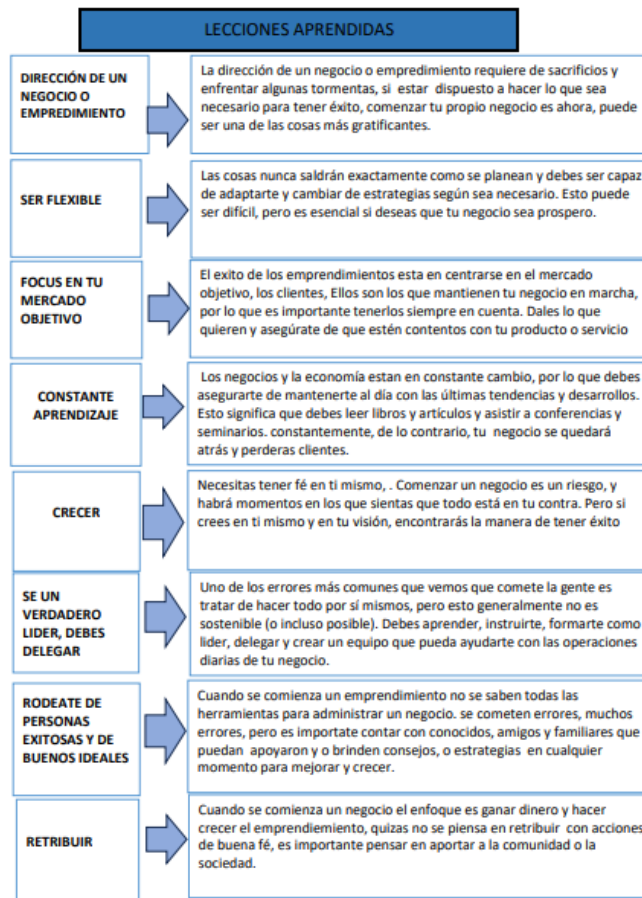 LECCIONES APRENDIDAS
DIRECCIÓN DE UN
NEGOCIO O
EMPREDIMIENTO
La dirección de un negocio o empredimiento requiere de sacrificios y
enfrentar algunas tormentas, si estar dispuesto a hacer lo que sea
necesario para tener éxito, comenzar tu propio negocio es ahora, puede
ser una de las cosas más gratificantes.
SER FLEXIBLE
Las cosas nunca saldrán exactamente como se planean y debes ser capaz
de adaptarte y cambiar de estrategias según sea necesario. Esto puede
ser difícil, pero es esencial si deseas que tu negocio sea prospero.
FOCUS EN TU
MERCADO
OBJETIVO
El exito de los emprendimientos esta en centrarse en el mercado
objetivo, los clientes, Ellos son los que mantienen tu negocio en marcha,
por lo que es importante tenerlos siempre en cuenta. Dales lo que
quieren y asegúrate de que estén contentos con tu producto o servicio
CONSTANTE
APRENDIZAJE
Los negocios y la economía estan en constante cambio, por lo que debes
asegurarte de mantenerte al día con las últimas tendencias y desarrollos.
Esto significa que debes leer libros y artículos y asistir a conferencias y
seminarios. constantemente, de lo contrario, tu negocio se quedará
atrás y perderas clientes.
CRECER
Necesitas tener fé en ti mismo, . Comenzar un negocio es un riesgo, y
habrá momentos en los que sientas que todo está en tu contra. Pero si
crees en ti mismo y en tu visión, encontrarás la manera de tener éxito
SE UN
VERDADERO
LIDER, DEBES
DELEGAR
Uno de los errores más comunes que vemos que comete la gente es
tratar de hacer todo por sí mismos, pero esto generalmente no es
sostenible (o incluso posible). Debes aprender, instruirte, formarte como
lider, delegar y crear un equipo que pueda ayudarte con las operaciones
diarias de tu negocio.
RODEATE DE
PERSONAS
EXITOSAS Y DE
BUENOS IDEALES
Cuando se comienza un emprendimiento no se saben todas las
herramientas para administrar un negocio. se cometen errores, muchos
errores, pero es importate contar con conocidos, amigos y familiares que
puedan apoyaron y o brinden consejos, o estrategias en cualquier
momento para mejorar y crecer.
RETRIBUIR
Cuando se comienza un negocio el enfoque es ganar dinero y hacer
crecer el emprendiemiento, quizas no se piensa en retribuir con acciones
de buena fé, es importante pensar en aportar a la comunidad o la
sociedad.